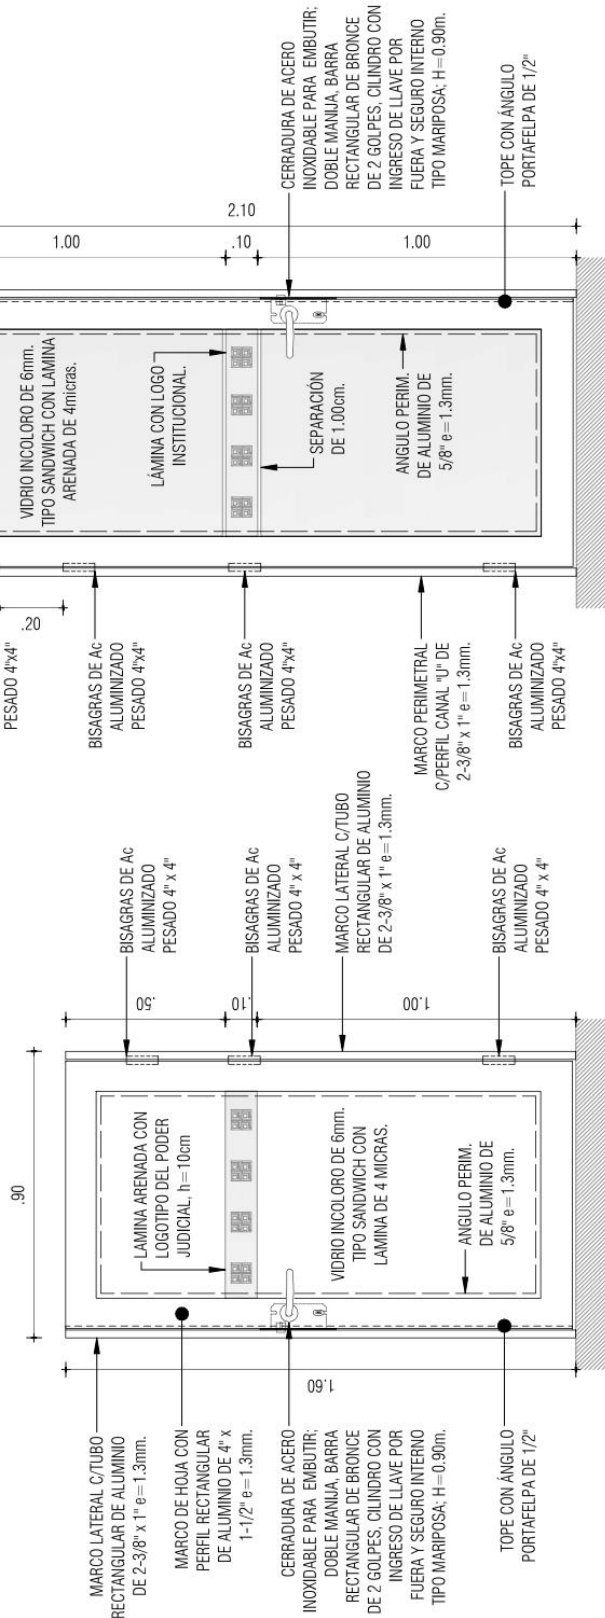 .90
MARCO LATERAL C/TUBO
RECTANGULAR DE ALUMINIO
DE 2-3/8" x 1" e=1.3mm.
MARCO DE HOJA CON
PERFIL RECTANGULAR
DE ALUMINIO DE 4" x
1-1/2" e=1.3mm.
CERRADURA DE ACERO
INOXIDABLE PARA EMBUTIR;
DOBLE MANIJA, BARRA
RECTANGULAR DE BRONCE
DE 2 GOLPES, CILINDRO CON
INGRESO DE LLAVE POR
FUERA Y SEGURO INTERNO
TIPO MARIPOSA; H=0.90m.
TOPE CON ÁNGULO
PORTAFELPA DE 1/2"
1.60
LAMINA ARENADA CON
LOGOTIPO DEL PODER
JUDICIAL, h=10cm
VIDRIO INCOLORO DE 6mm.
TIPO SANDWICH CON
LAMINA DE 4 MICRAS.
ANGULO PERIM.
DE ALUMINIO DE
5/8" e=1.3mm.
.50
.10
1.00
BISAGRAS DE Ac
ALUMINIZADO
PESADO 4" x 4"
BISAGRAS DE Ac
ALUMINIZADO
PESADO 4" x 4"
MARCO LATERAL C/TUBO
RECTANGULAR DE ALUMINIO
DE 2-3/8" x 1" e=1.3mm.
BISAGRAS DE Ac
ALUMINIZADO
PESADO 4" x 4"
PESADO 4"x4"
.20
BISAGRAS DE Ac
ALUMINIZADO
PESADO 4"x4"
BISAGRAS DE Ac
ALUMINIZADO
PESADO 4"x4"
MARCO PERIMETRAL
C/PERFIL CANAL "U" DE
2-3/8" x 1" e=1.3mm.
BISAGRAS DE Ac
ALUMINIZADO
PESADO 4"x4"
VIDRIO INCOLORO DE 6mm.
TIPO SANDWICH CON LAMINA
ARENADA DE 4micras.
LÁMINA CON LOGO
INSTITUCIONAL.
SEPARACIÓN
DE 1.00cm.
ANGULO PERIM.
DE ALUMINIO DE
5/8" e=1.3mm.
1.00
.10
1.00
2.10
CERRADURA DE ACERO
INOXIDABLE PARA EMBUTIR;
DOBLE MANIJA, BARRA
RECTANGULAR DE BRONCE
DE 2 GOLPES, CILINDRO CON
INGRESO DE LLAVE POR
FUERA Y SEGURO INTERNO
TIPO MARIPOSA; H=0.90m.
TOPE CON ÁNGULO
PORTAFELPA DE 1/2"